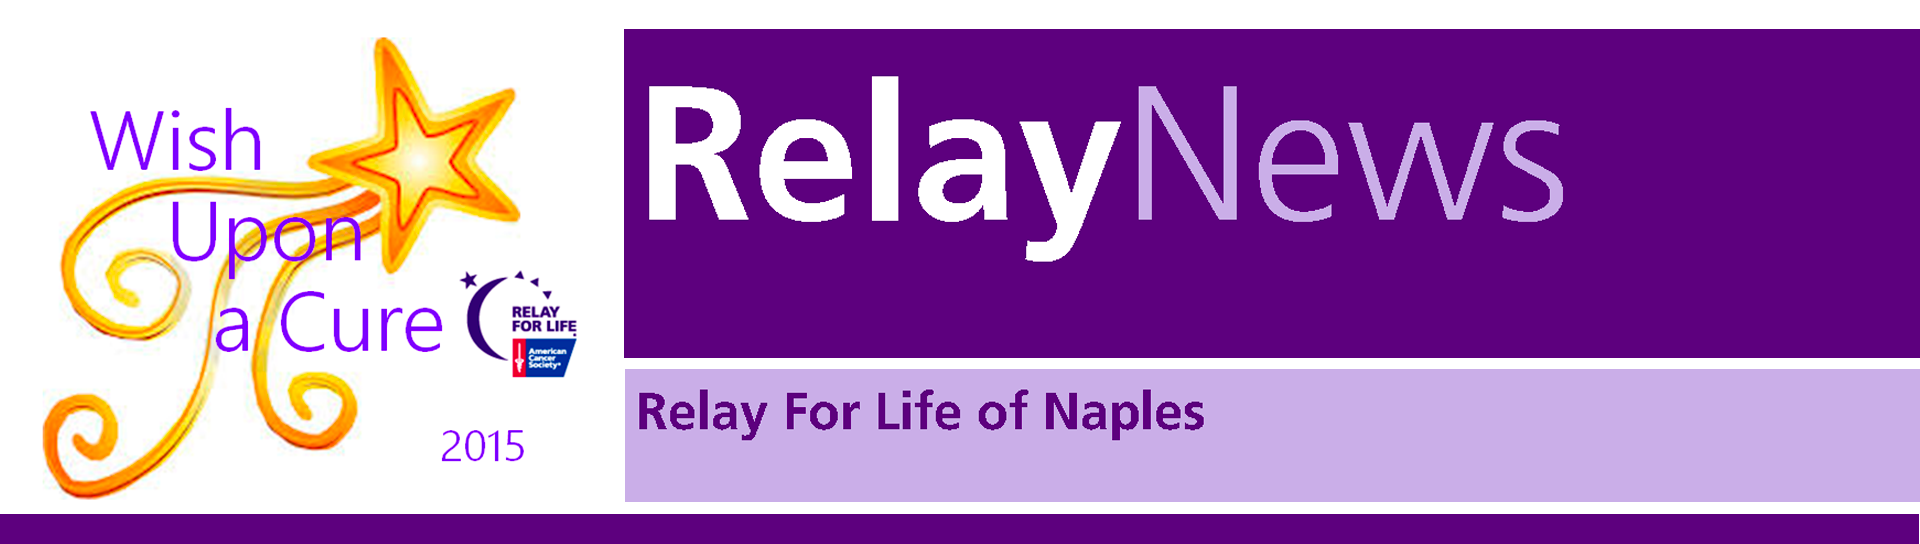 Wish
Upon
a Cure
RELAY
FOR LIFE
American
Cancer
Society®
2015
RelayNews
Relay For Life of Naples